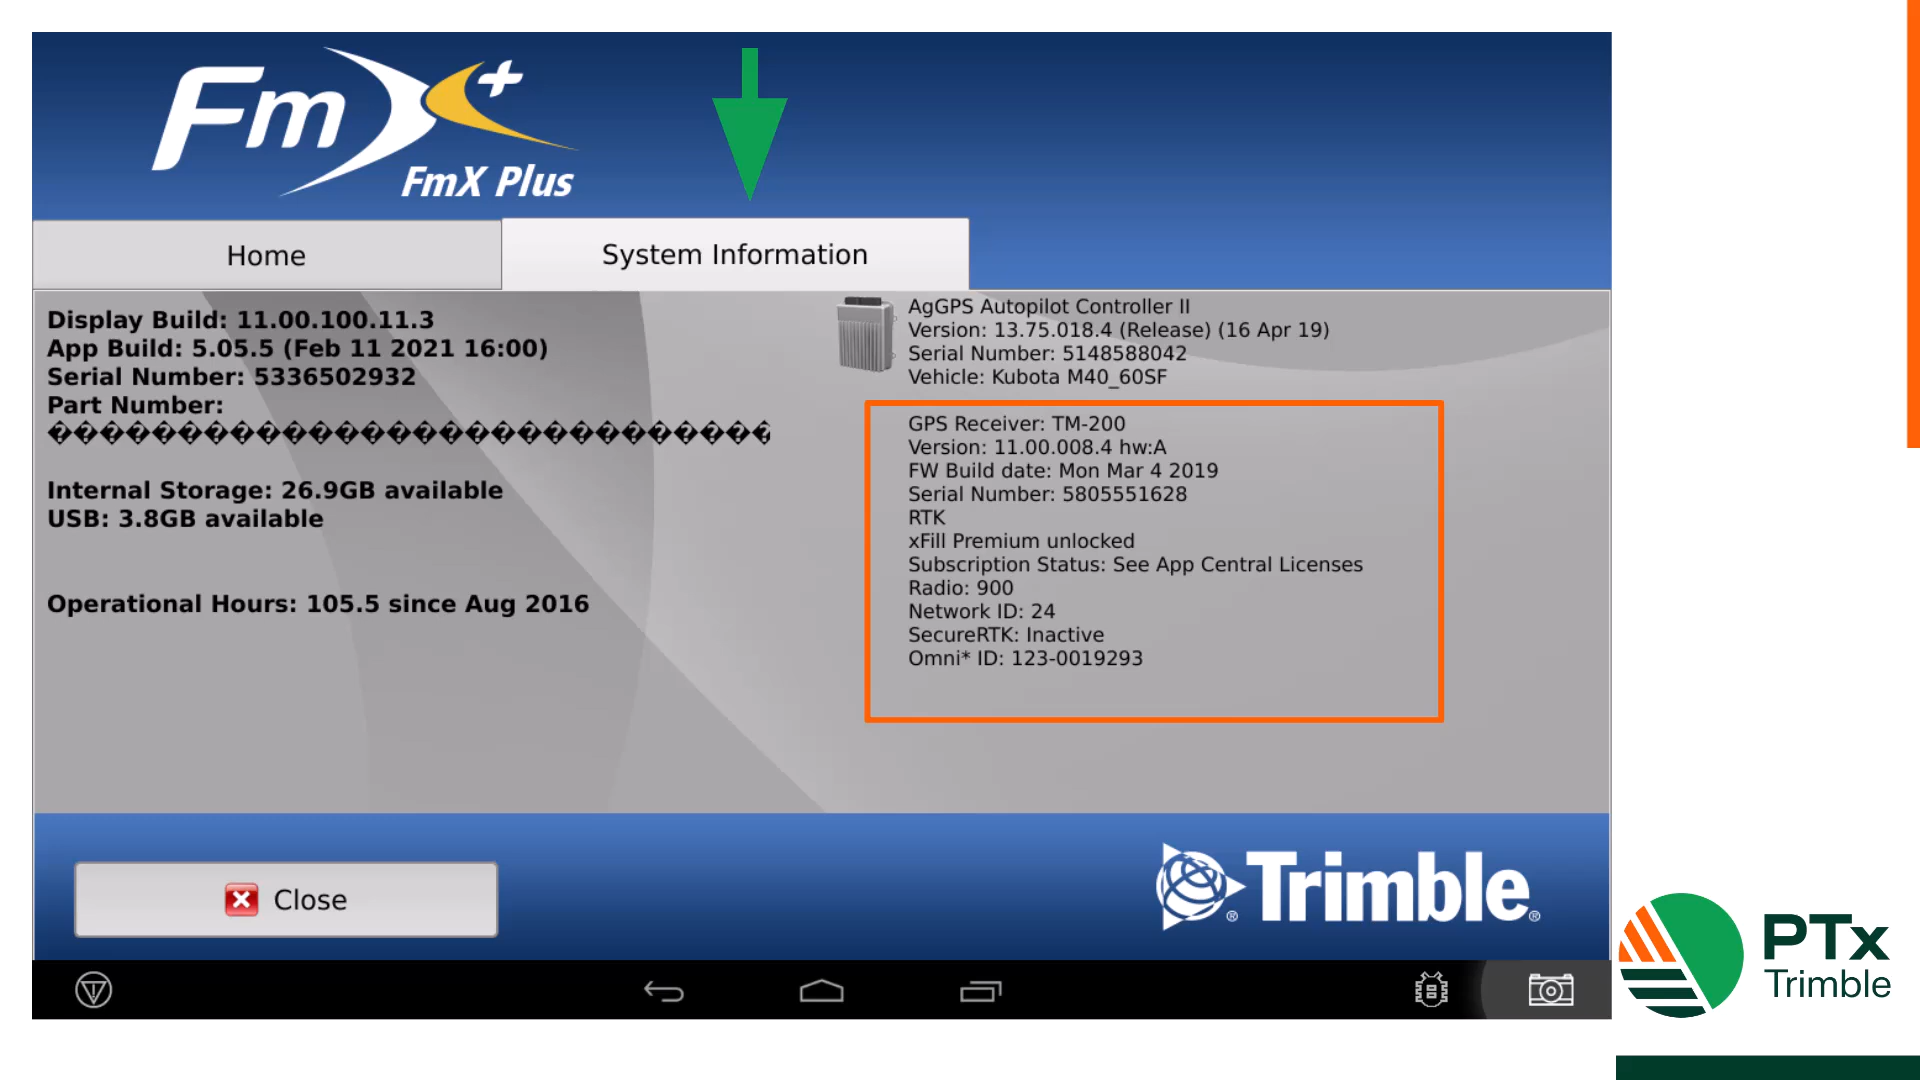 FmX+
FmX Plus
Home
System Information
Display Build: 11.00.100.11.3
App Build: 5.05.5 (Feb 11 2021 16:00)
Serial Number: 5336502932
Part Number:
����������������������������
Internal Storage: 26.9GB available
USB: 3.8GB available
Operational Hours: 105.5 since Aug 2016
AgGPS Autopilot Controller II
Version: 13.75.018.4 (Release) (16 Apr 19)
Serial Number: 5148588042
Vehicle: Kubota M40_60SF
GPS Receiver: TM-200
Version: 11.00.008.4 hw:A
FW Build date: Mon Mar 4 2019
Serial Number: 5805551628
RTK
xFill Premium unlocked
Subscription Status: See App Central Licenses
Radio: 900
Network ID: 24
SecureRTK: Inactive
Omni* ID: 123-0019293
Close
Trimble®
PTx
Trimble